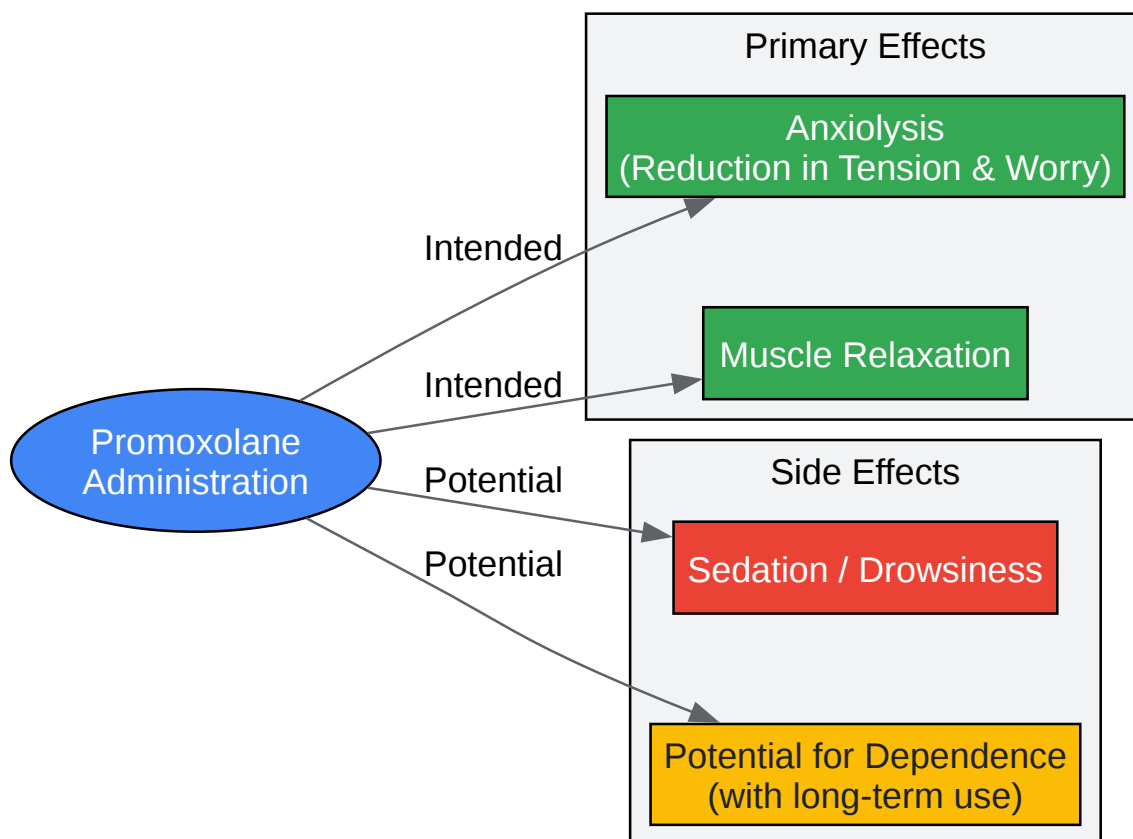 Primary Effects
Anxiolysis
(Reduction in Tension & Worry)
Intended
Muscle Relaxation
Intended
Promoxolane
Administration
Potential
Side Effects
Sedation / Drowsiness
Potential
Potential for Dependence
(with long-term use)